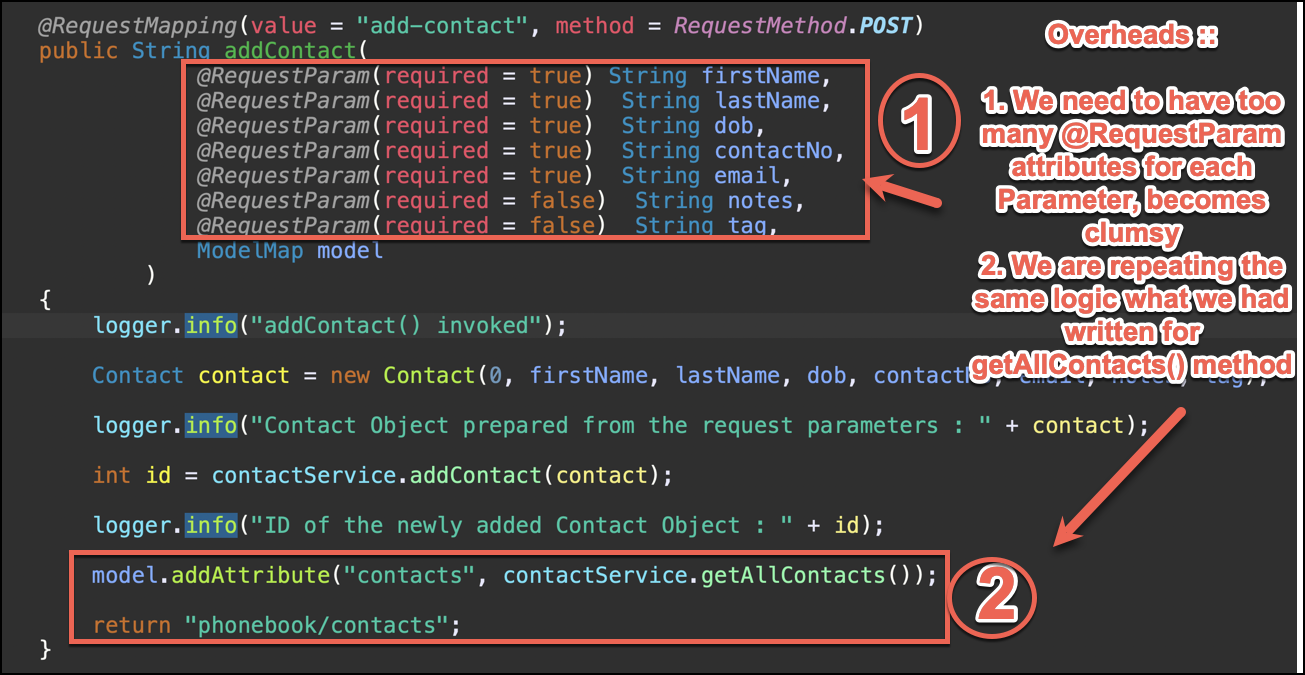 @RequestMapping(value = "add-contact", method = RequestMethod.POST)
public String addContact(
@RequestParam(required = true) String firstName,
@RequestParam(required = true) String lastName,
@RequestParam(required = true) String dob,
@RequestParam(required = true) String contactNo,
@RequestParam(required = true) String email,
@RequestParam(required = false) String notes,
@RequestParam(required = false) String tag,
ModelMap model
)
{
logger.info("addContact() invoked");
Contact contact = new Contact(0, firstName, lastName, dob, contactNo, email, notes, tag);
logger.info("Contact Object prepared from the request parameters : " + contact);
int id = contactService.addContact(contact);
logger.info("ID of the newly added Contact Object : " + id);
model.addAttribute("contacts", contactService.getAllContacts());
return "phonebook/contacts";
}
1
2
Overheads ::
1. We need to have too
many @RequestParam
attributes for each
Parameter, becomes
clumsy
2. We are repeating the
same logic what we had
written for
getAllContacts() method